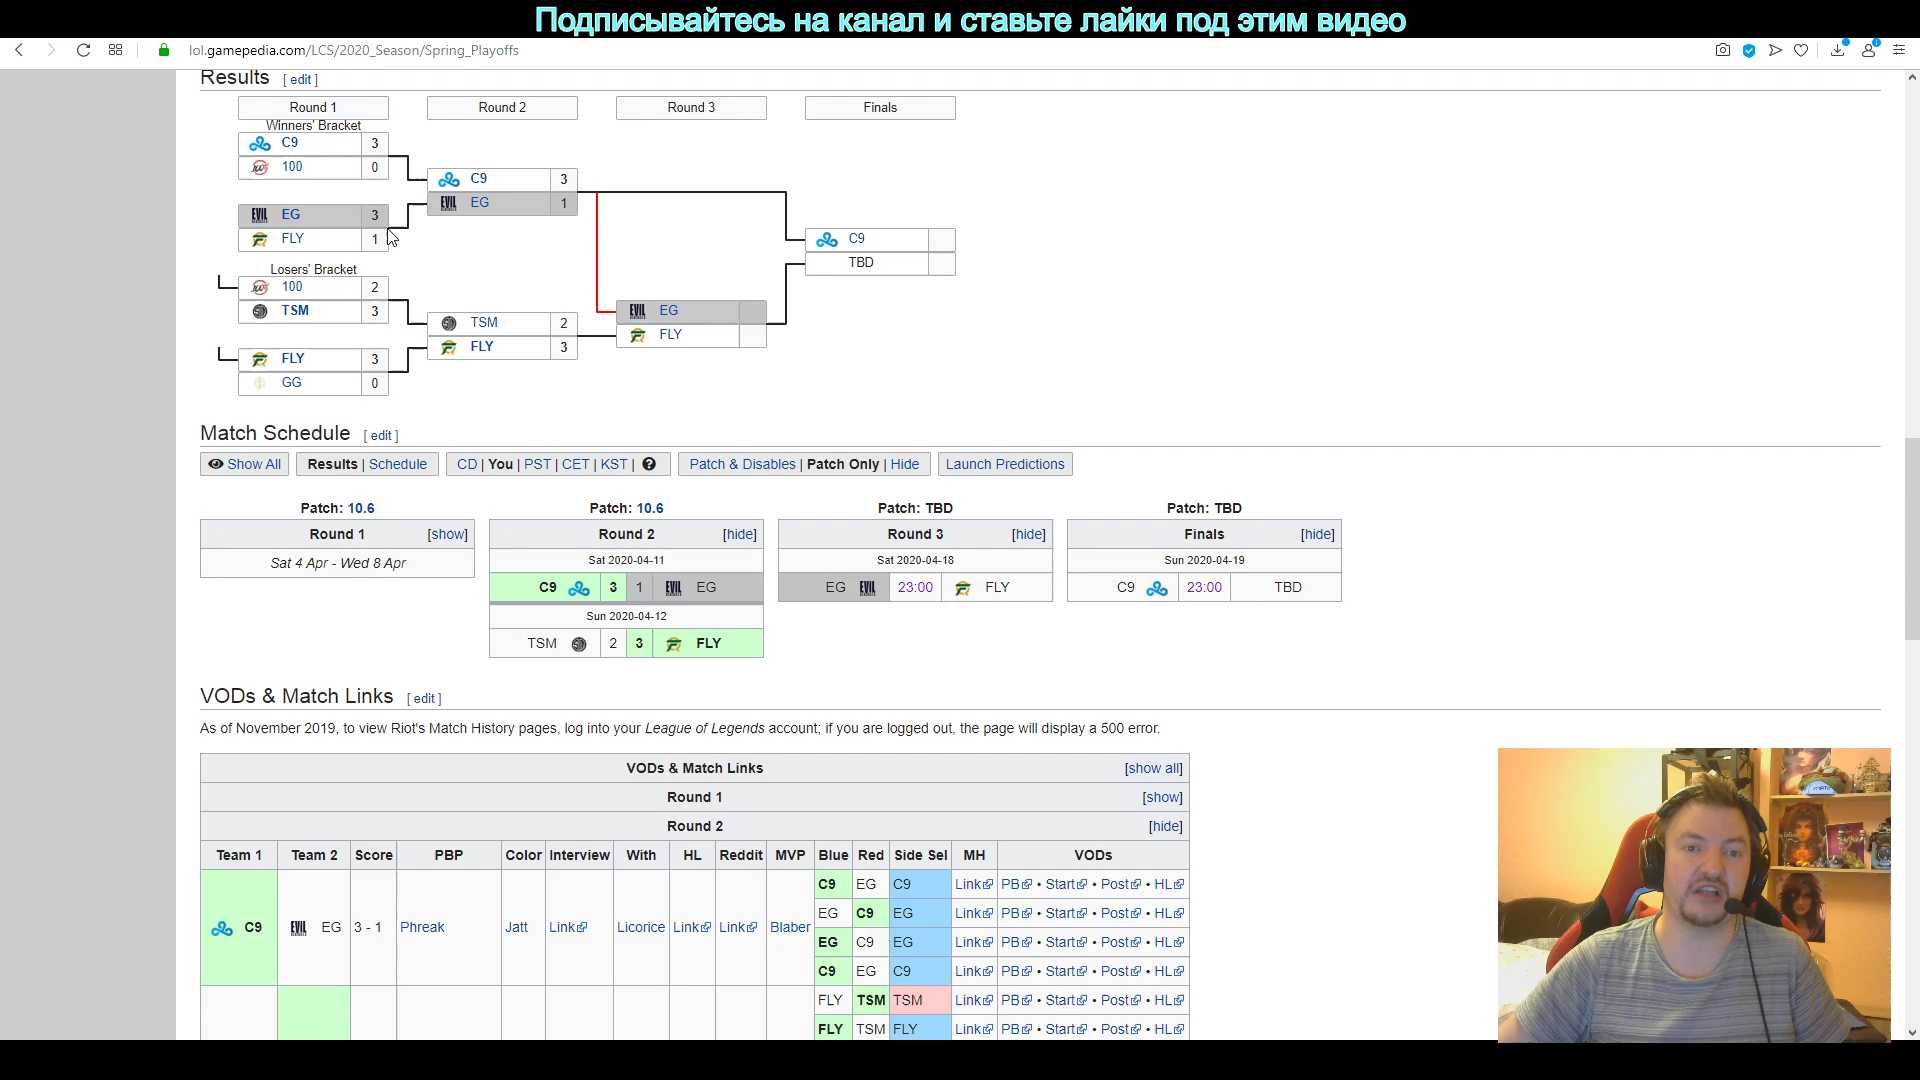 Подписывайтесь на канал и ставьте лайки под этим видео
lol.gamepedia.com/LCS/2020_Season/Spring_Playoffs
Results [ edit ]
Round 1 Round 2 Round 3 Finals
Winners' Bracket
C9 3
100 0
C9 3
EG 1
EG 3
FLY 1
C9
TBD
Losers' Bracket
100 2
TSM 3
EG
FLY
TSM 2
FLY 3
FLY 3
GG 0
Match Schedule [ edit ]
Show All Results | Schedule CD | You | PST | CET | KST | ? Patch & Disables | Patch Only | Hide Launch Predictions
Patch: 10.6 Patch: 10.6 Patch: TBD Patch: TBD
Round 1 [show] Round 2 [hide] Round 3 [hide] Finals [hide]
Sat 4 Apr - Wed 8 Apr Sat 2020-04-11 Sat 2020-04-18 Sun 2020-04-19
C9 3 1 EVIL EG EG EVIL 23:00 FLY C9 23:00 TBD
Sun 2020-04-12
TSM 2 3 FLY
VODs & Match Links [ edit ]
As of November 2019, to view Riot's Match History pages, log into your League of Legends account; if you are logged out, the page will display a 500 error.
VODs & Match Links [show all]
Round 1 [show]
Round 2 [hide]
Team 1 Team 2 Score PBP Color Interview With HL Reddit MVP Blue Red Side Sel MH VODs
C9 EG C9 Link PB • Start • Post • HL
EG C9 EG Link PB • Start • Post • HL
C9 EVIL EG 3 - 1 Phreak Jatt Link Licorice Link Link Blaber
EG C9 EG Link PB • Start • Post • HL
C9 EG C9 Link PB • Start • Post • HL
FLY TSM TSM Link PB • Start • Post • HL
FLY TSM FLY Link PB • Start • Post • HL